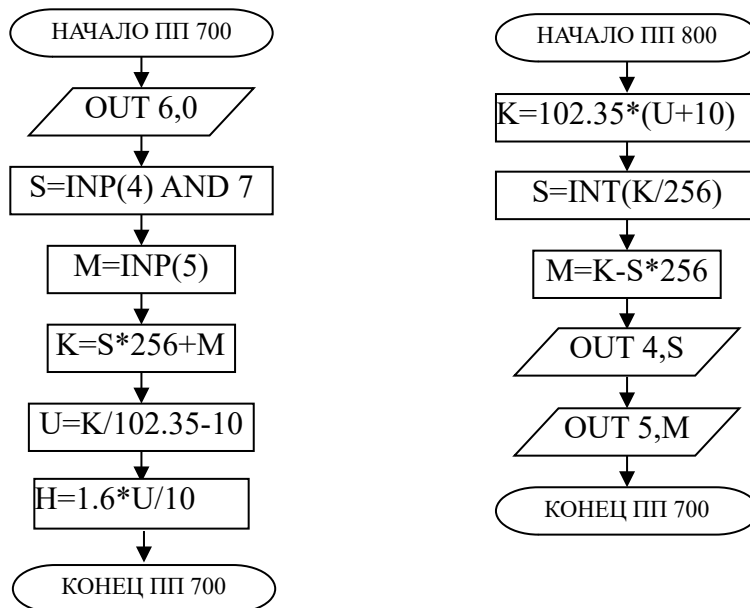 НАЧАЛО ПП 700
OUT 6,0
S=INP(4) AND 7
M=INP(5)
K=S*256+M
U=K/102.35-10
H=1.6*U/10
КОНЕЦ ПП 700
НАЧАЛО ПП 800
K=102.35*(U+10)
S=INT(K/256)
M=K-S*256
OUT 4,S
OUT 5,M
КОНЕЦ ПП 700